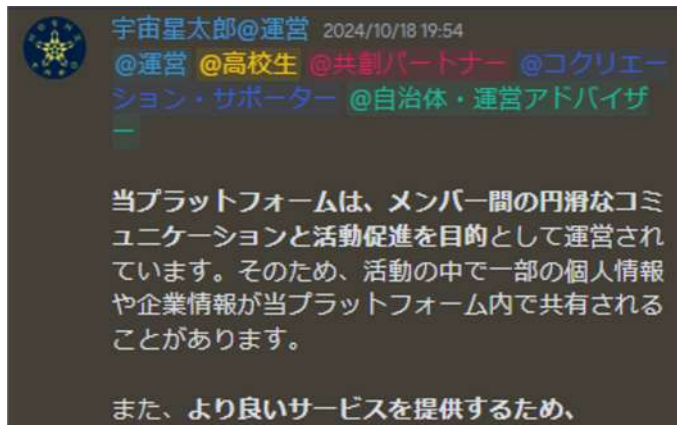 宇宙星太郎@運営 2024/10/18 19:54
@運営 @高校生 @共創パートナー @コクリエー
ション・サポーター @自治体・運営アドバイザ
ー
当プラットフォームは、メンバー間の円滑なコミ
ュニケーションと活動促進を目的として運営され
ています。そのため、活動の中で一部の個人情報
や企業情報が当プラットフォーム内で共有される
ことがあります。
また、より良いサービスを提供するため、